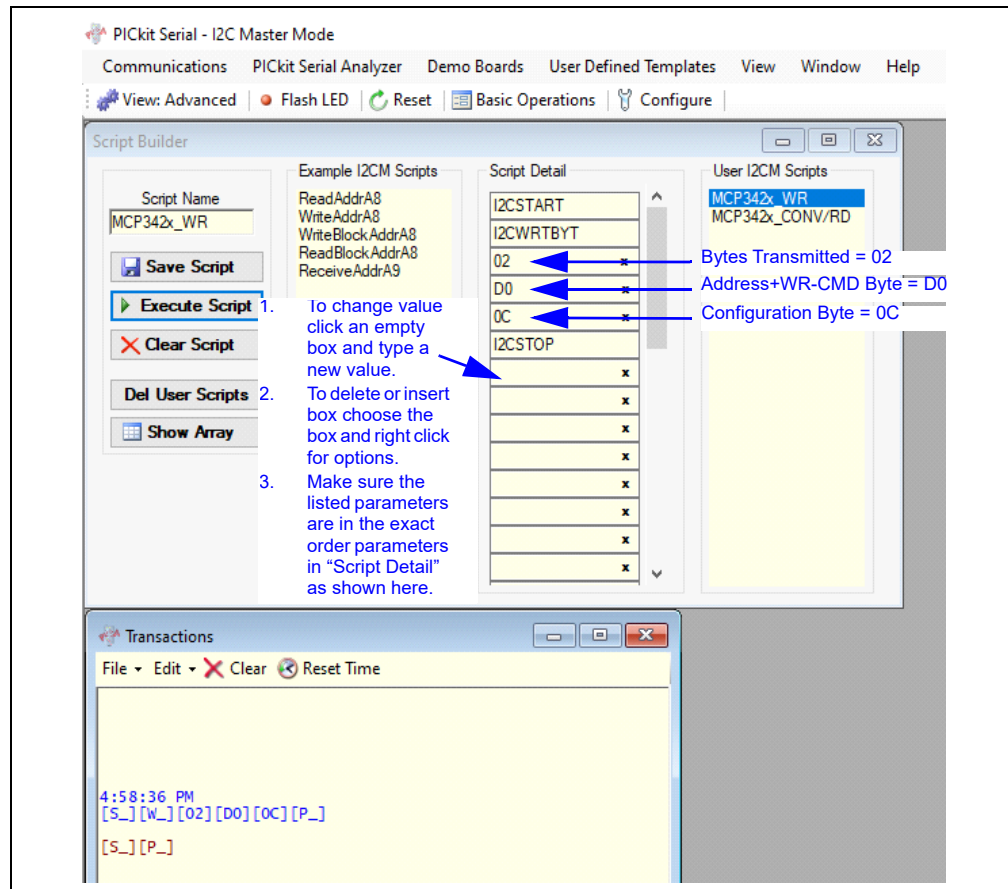 PICkit Serial - I2C Master Mode
Communications PICkit Serial Analyzer Demo Boards User Defined Templates View Window Help
View: Advanced Flash LED Reset Basic Operations Configure
Script Builder
Script Name
MCP342x_WR
Save Script
Execute Script
Clear Script
Del User Scripts
Show Array
Example I2CM Scripts
ReadAddrA8
WriteAddrA8
WriteBlockAddrA8
ReadBlockAddrA8
ReceiveAddrA9
1. To change value
click an empty
box and type a
new value.
2. To delete or insert
box choose the
box and right click
for options.
3. Make sure the
listed parameters
are in the exact
order parameters
in “Script Detail”
as shown here.
Script Detail
I2CSTART
I2CWRTBYT
02 x
D0 x
0C x
I2CSTOP
x
x
x
x
x
x
x
x
User I2CM Scripts
MCP342x_WR
MCP342x_CONV/RD
Bytes Transmitted = 02
Address+WR-CMD Byte = D0
Configuration Byte = 0C
Transactions
File Edit Clear Reset Time
4:58:36 PM
[S_][W_][02][D0][0C][P_]
[S_][P_]